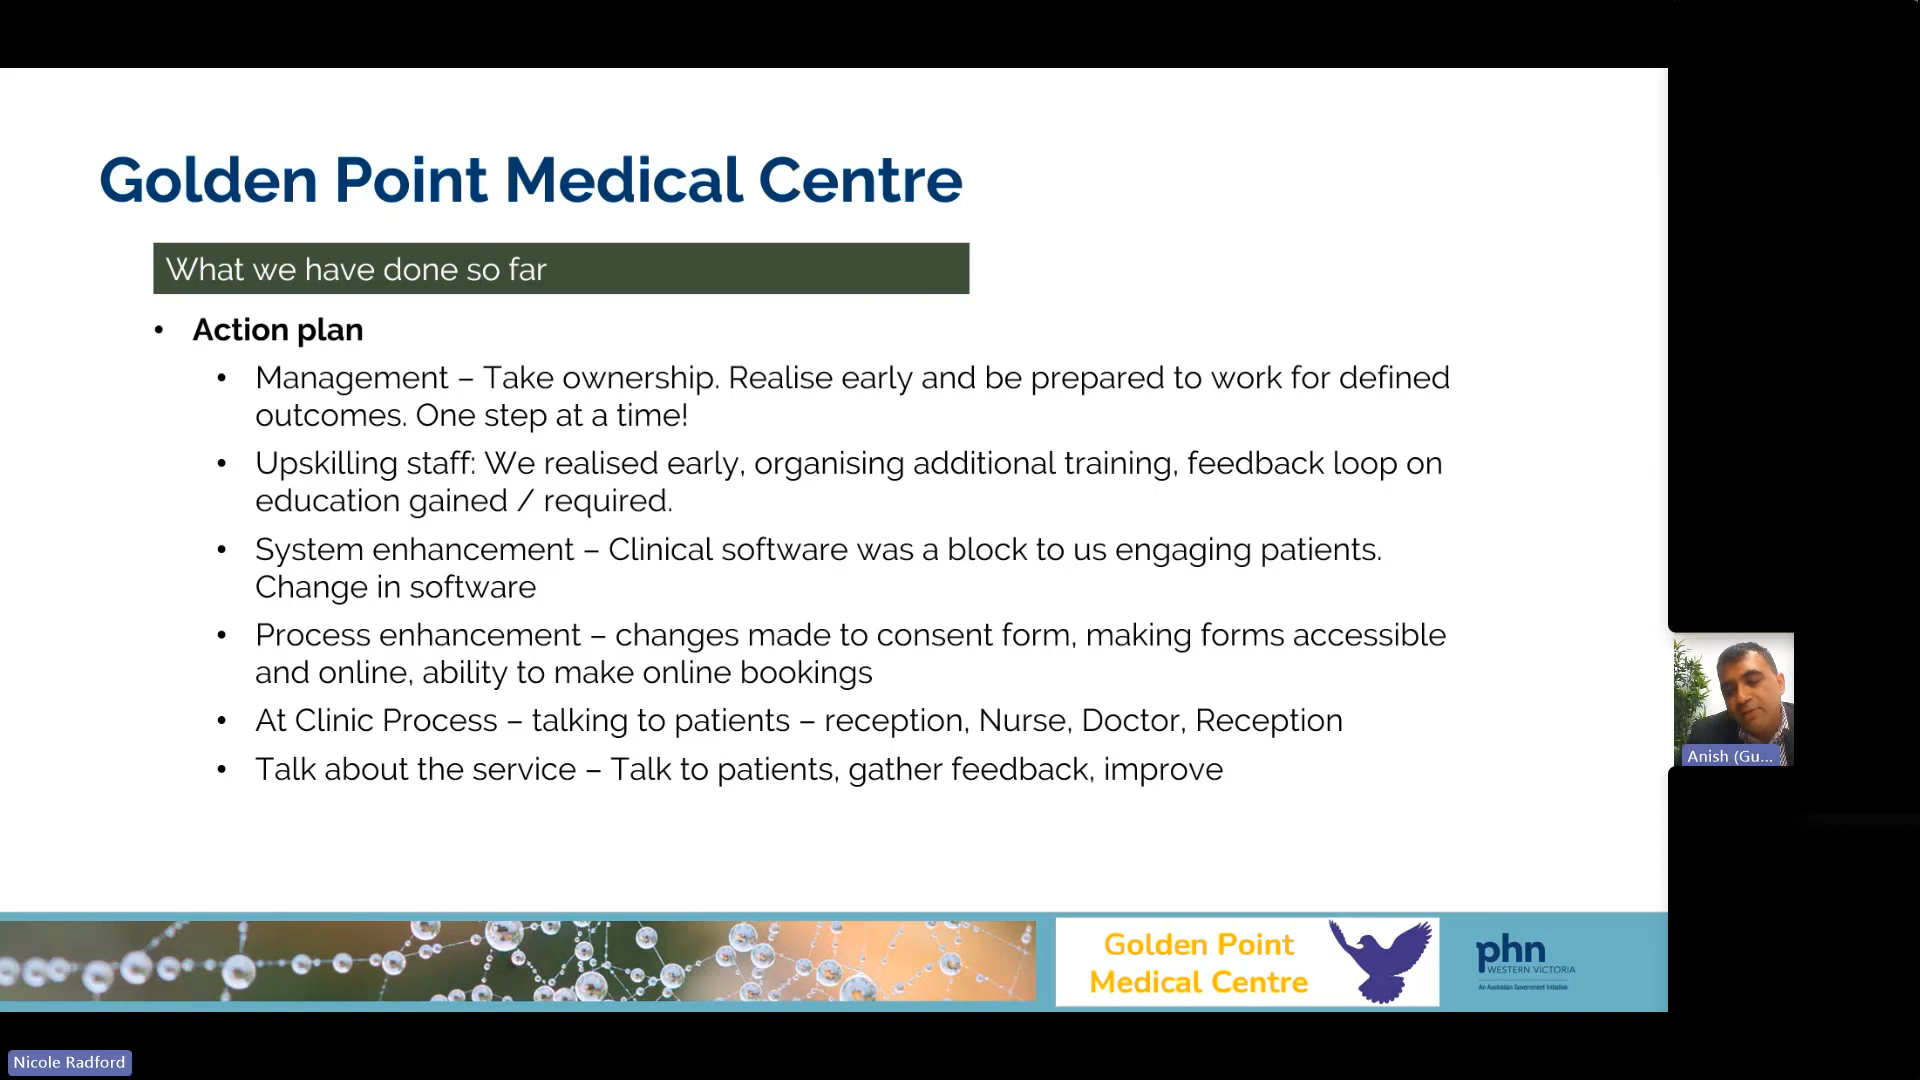 Golden Point Medical Centre
What we have done so far
• Action plan
• Management – Take ownership. Realise early and be prepared to work for defined
outcomes. One step at a time!
• Upskilling staff: We realised early, organising additional training, feedback loop on
education gained / required.
• System enhancement – Clinical software was a block to us engaging patients.
Change in software
• Process enhancement – changes made to consent form, making forms accessible
and online, ability to make online bookings
• At Clinic Process – talking to patients – reception, Nurse, Doctor, Reception
• Talk about the service – Talk to patients, gather feedback, improve
Anish (Gu...
Golden Point
Medical Centre
phn
WESTERN VICTORIA
An Australian Government Initiative
Nicole Radford